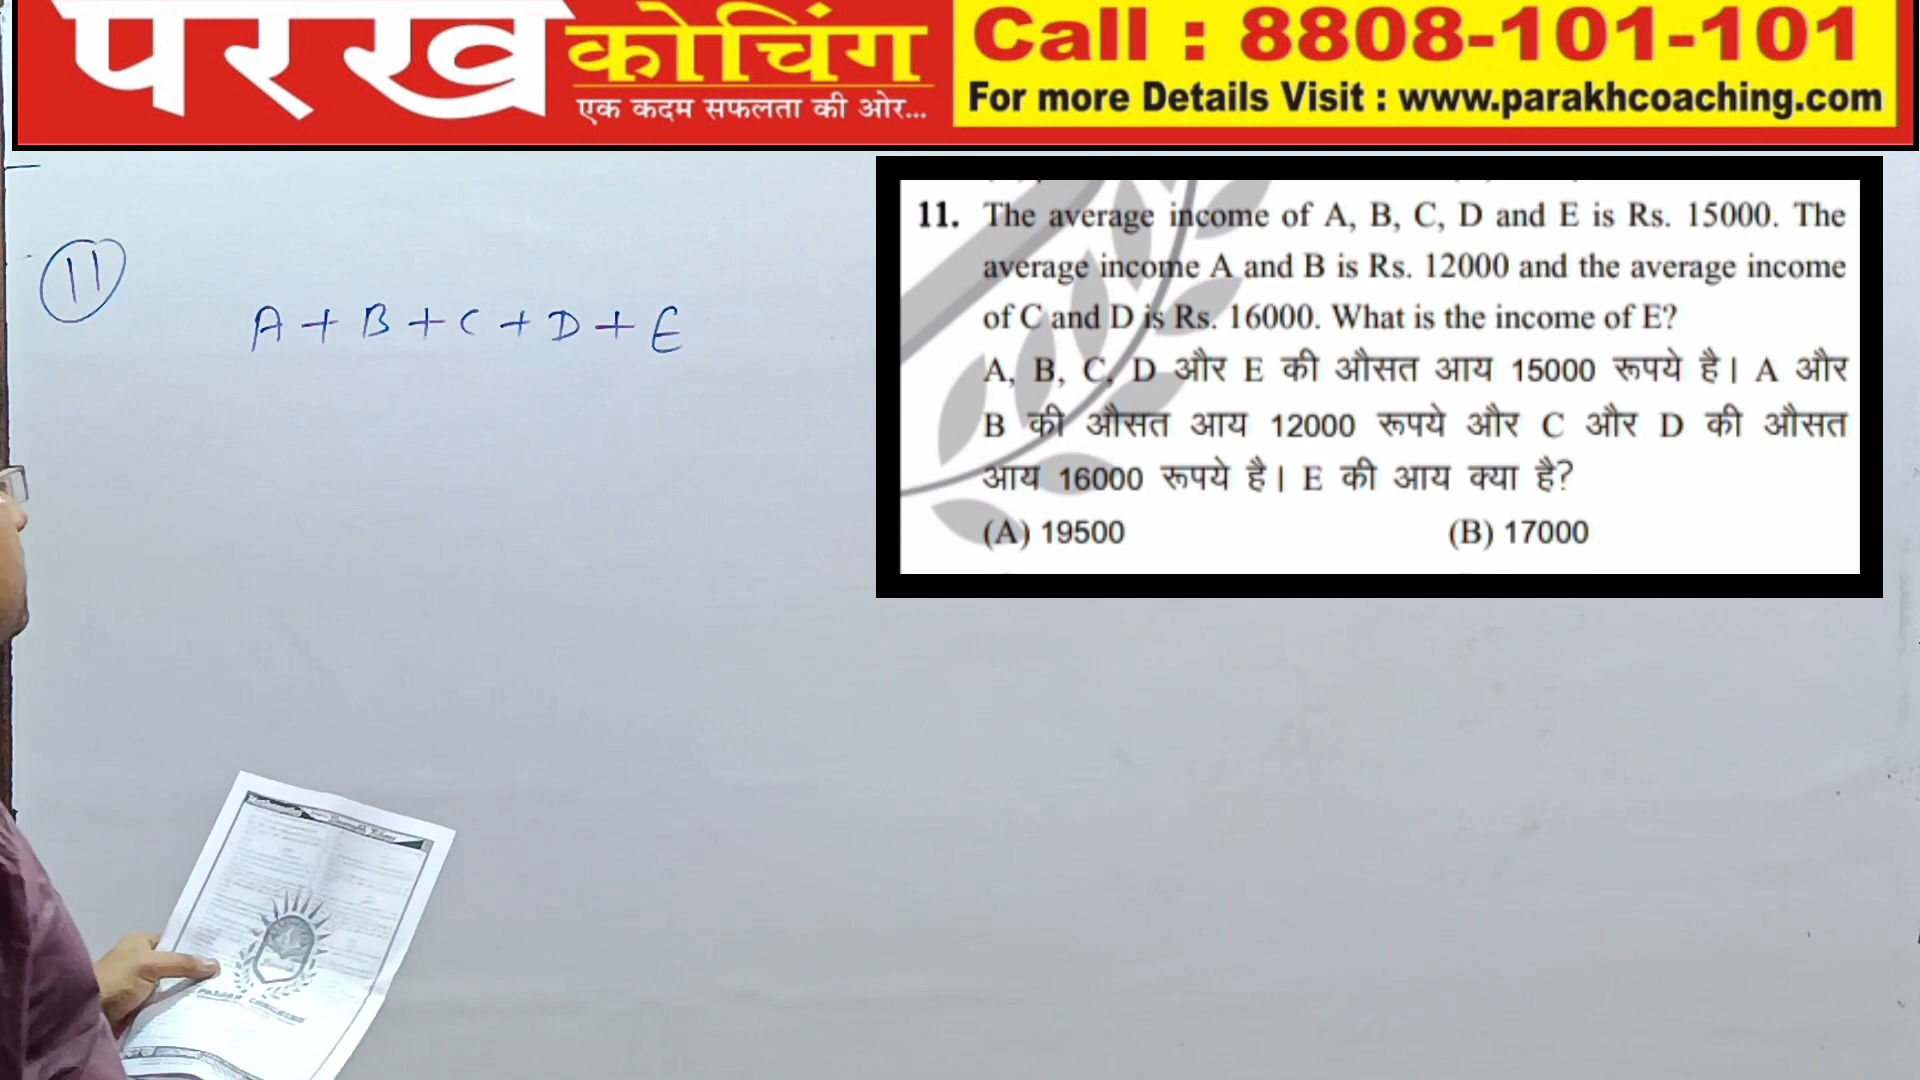 परख कोचिंग
एक कदम सफलता की ओर...
Call : 8808-101-101
For more Details Visit : www.parakhcoaching.com
11
A + B + C + D + E
11. The average income of A, B, C, D and E is Rs. 15000. The
average income A and B is Rs. 12000 and the average income
of C and D is Rs. 16000. What is the income of E?
A, B, C, D और E की औसत आय 15000 रूपये है। A और
B की औसत आय 12000 रूपये और C और D की औसत
आय 16000 रूपये है। E की आय क्या है?
(A) 19500 (B) 17000
PARAKH COACHING